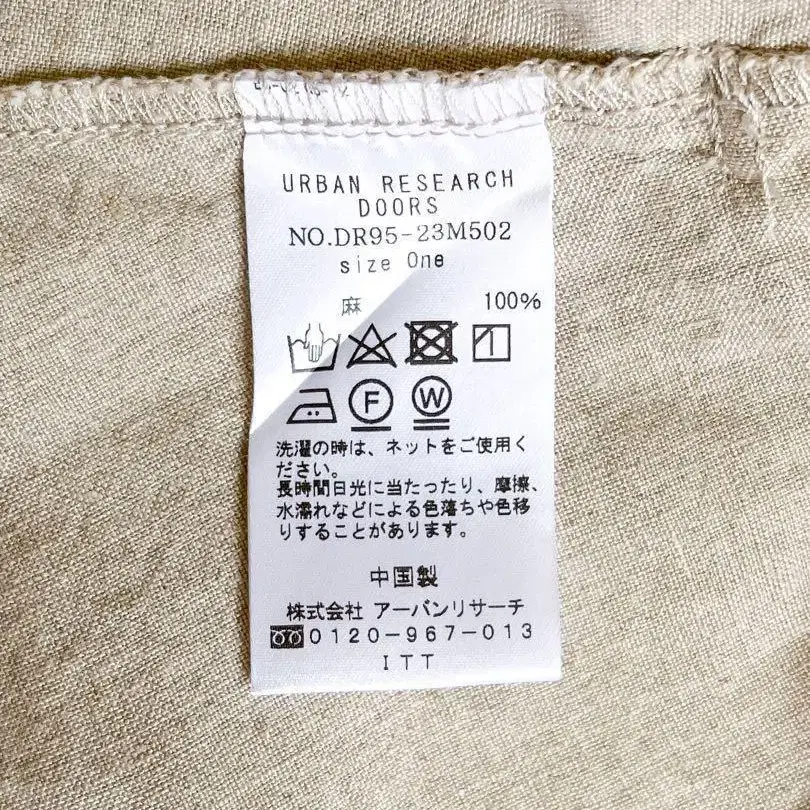 URBAN RESEARCH
DOORS
NO.DR95-23M502
size One
麻 100%
F W
洗濯の時は、ネットをご使用く
ださい。
長時間日光に当たったり、摩擦、
水濡れなどによる色落ちや色移
りすることがあります。
中国製
株式会社 アーバンリサーチ
0120-967-013
ITT